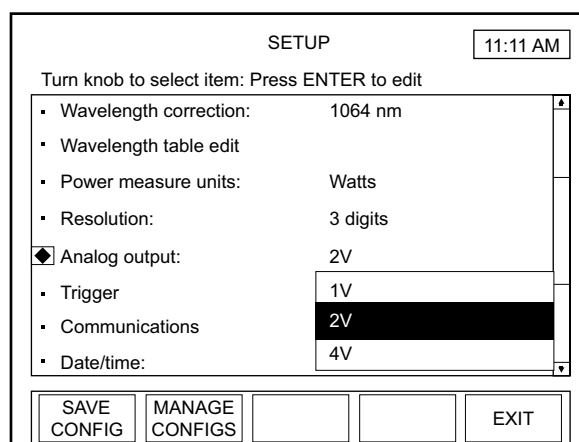 SETUP
11:11 AM
Turn knob to select item: Press ENTER to edit
Wavelength correction: 1064 nm
Wavelength table edit
Power measure units: Watts
Resolution: 3 digits
Analog output: 2V
Trigger 1V
Communications 2V
Date/time: 4V
SAVE CONFIG
MANAGE CONFIGS
EXIT